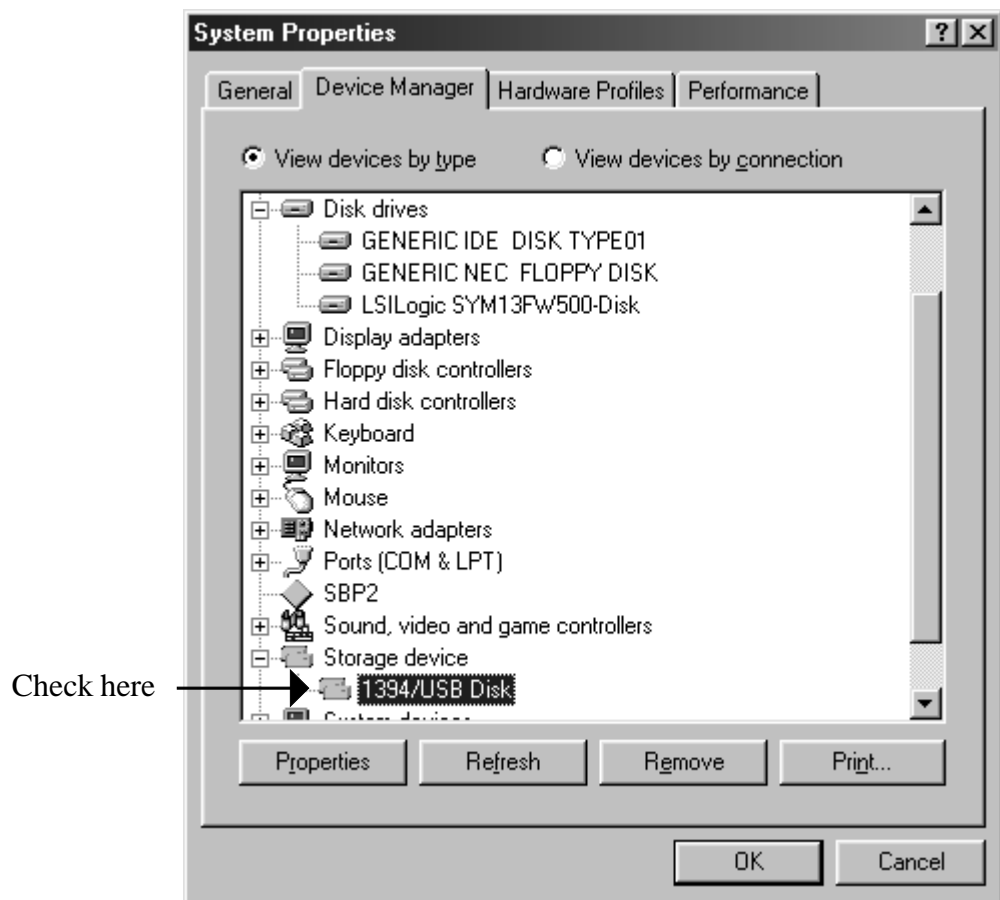 System Properties
General Device Manager Hardware Profiles Performance
View devices by type View devices by connection
Disk drives
GENERIC IDE DISK TYPE01
GENERIC NEC FLOPPY DISK
LSILogic SYM13FW500-Disk
Display adapters
Floppy disk controllers
Hard disk controllers
Keyboard
Monitors
Mouse
Network adapters
Ports (COM & LPT)
SBP2
Sound, video and game controllers
Storage device
Check here 1394/USB Disk
System devices
Properties Refresh Remove Print...
OK Cancel